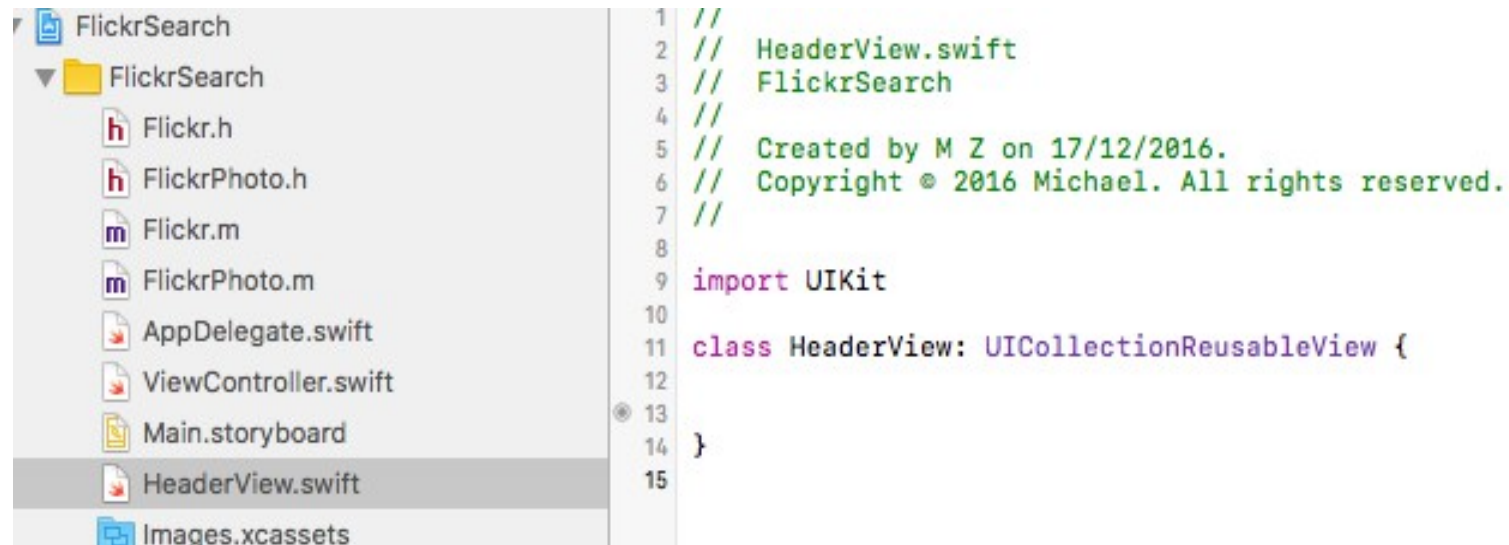 FlickrSearch
FlickrSearch
h Flickr.h
h FlickrPhoto.h
m Flickr.m
m FlickrPhoto.m
AppDelegate.swift
ViewController.swift
Main.storyboard
HeaderView.swift
Images.xcassets
1 //
2 // HeaderView.swift
3 // FlickrSearch
4 //
5 // Created by M Z on 17/12/2016.
6 // Copyright © 2016 Michael. All rights reserved.
7 //
8
9 import UIKit
10
11 class HeaderView: UICollectionReusableView {
12
13
14 }
15